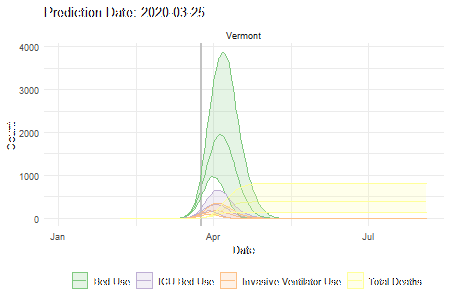 Prediction Date: 2020-03-25
Vermont
4000
3000
2000
1000
0
Count
Jan
Apr
Jul
Date
Bed Use
ICU Bed Use
Invasive Ventilator Use
Total Deaths